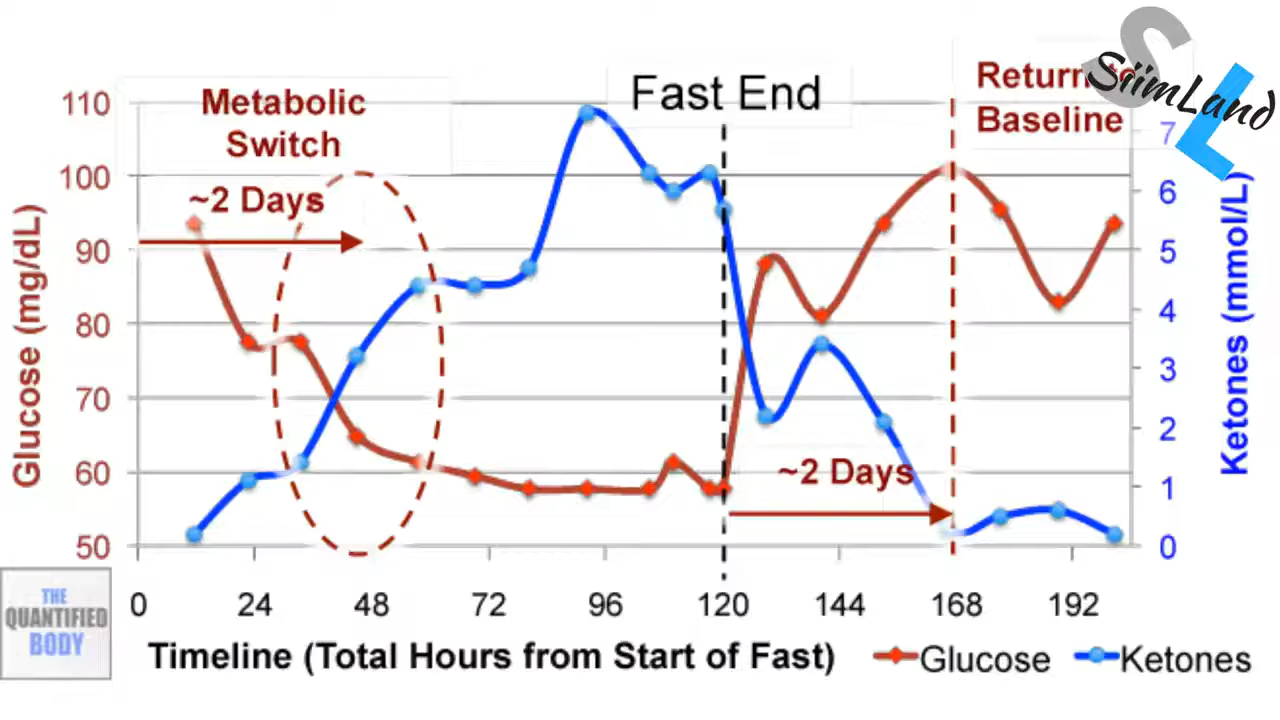 SiimLand
SL
Metabolic
Switch
~2 Days
Fast End
Return to
Baseline
Glucose (mg/dL)
110
100
90
80
70
60
50
7
6
5
4
3
2
1
0
Ketones (mmol/L)
~2 Days
0
24
48
72
96
120
144
168
192
THE
QUANTIFIED
BODY
Timeline (Total Hours from Start of Fast)
Glucose
Ketones